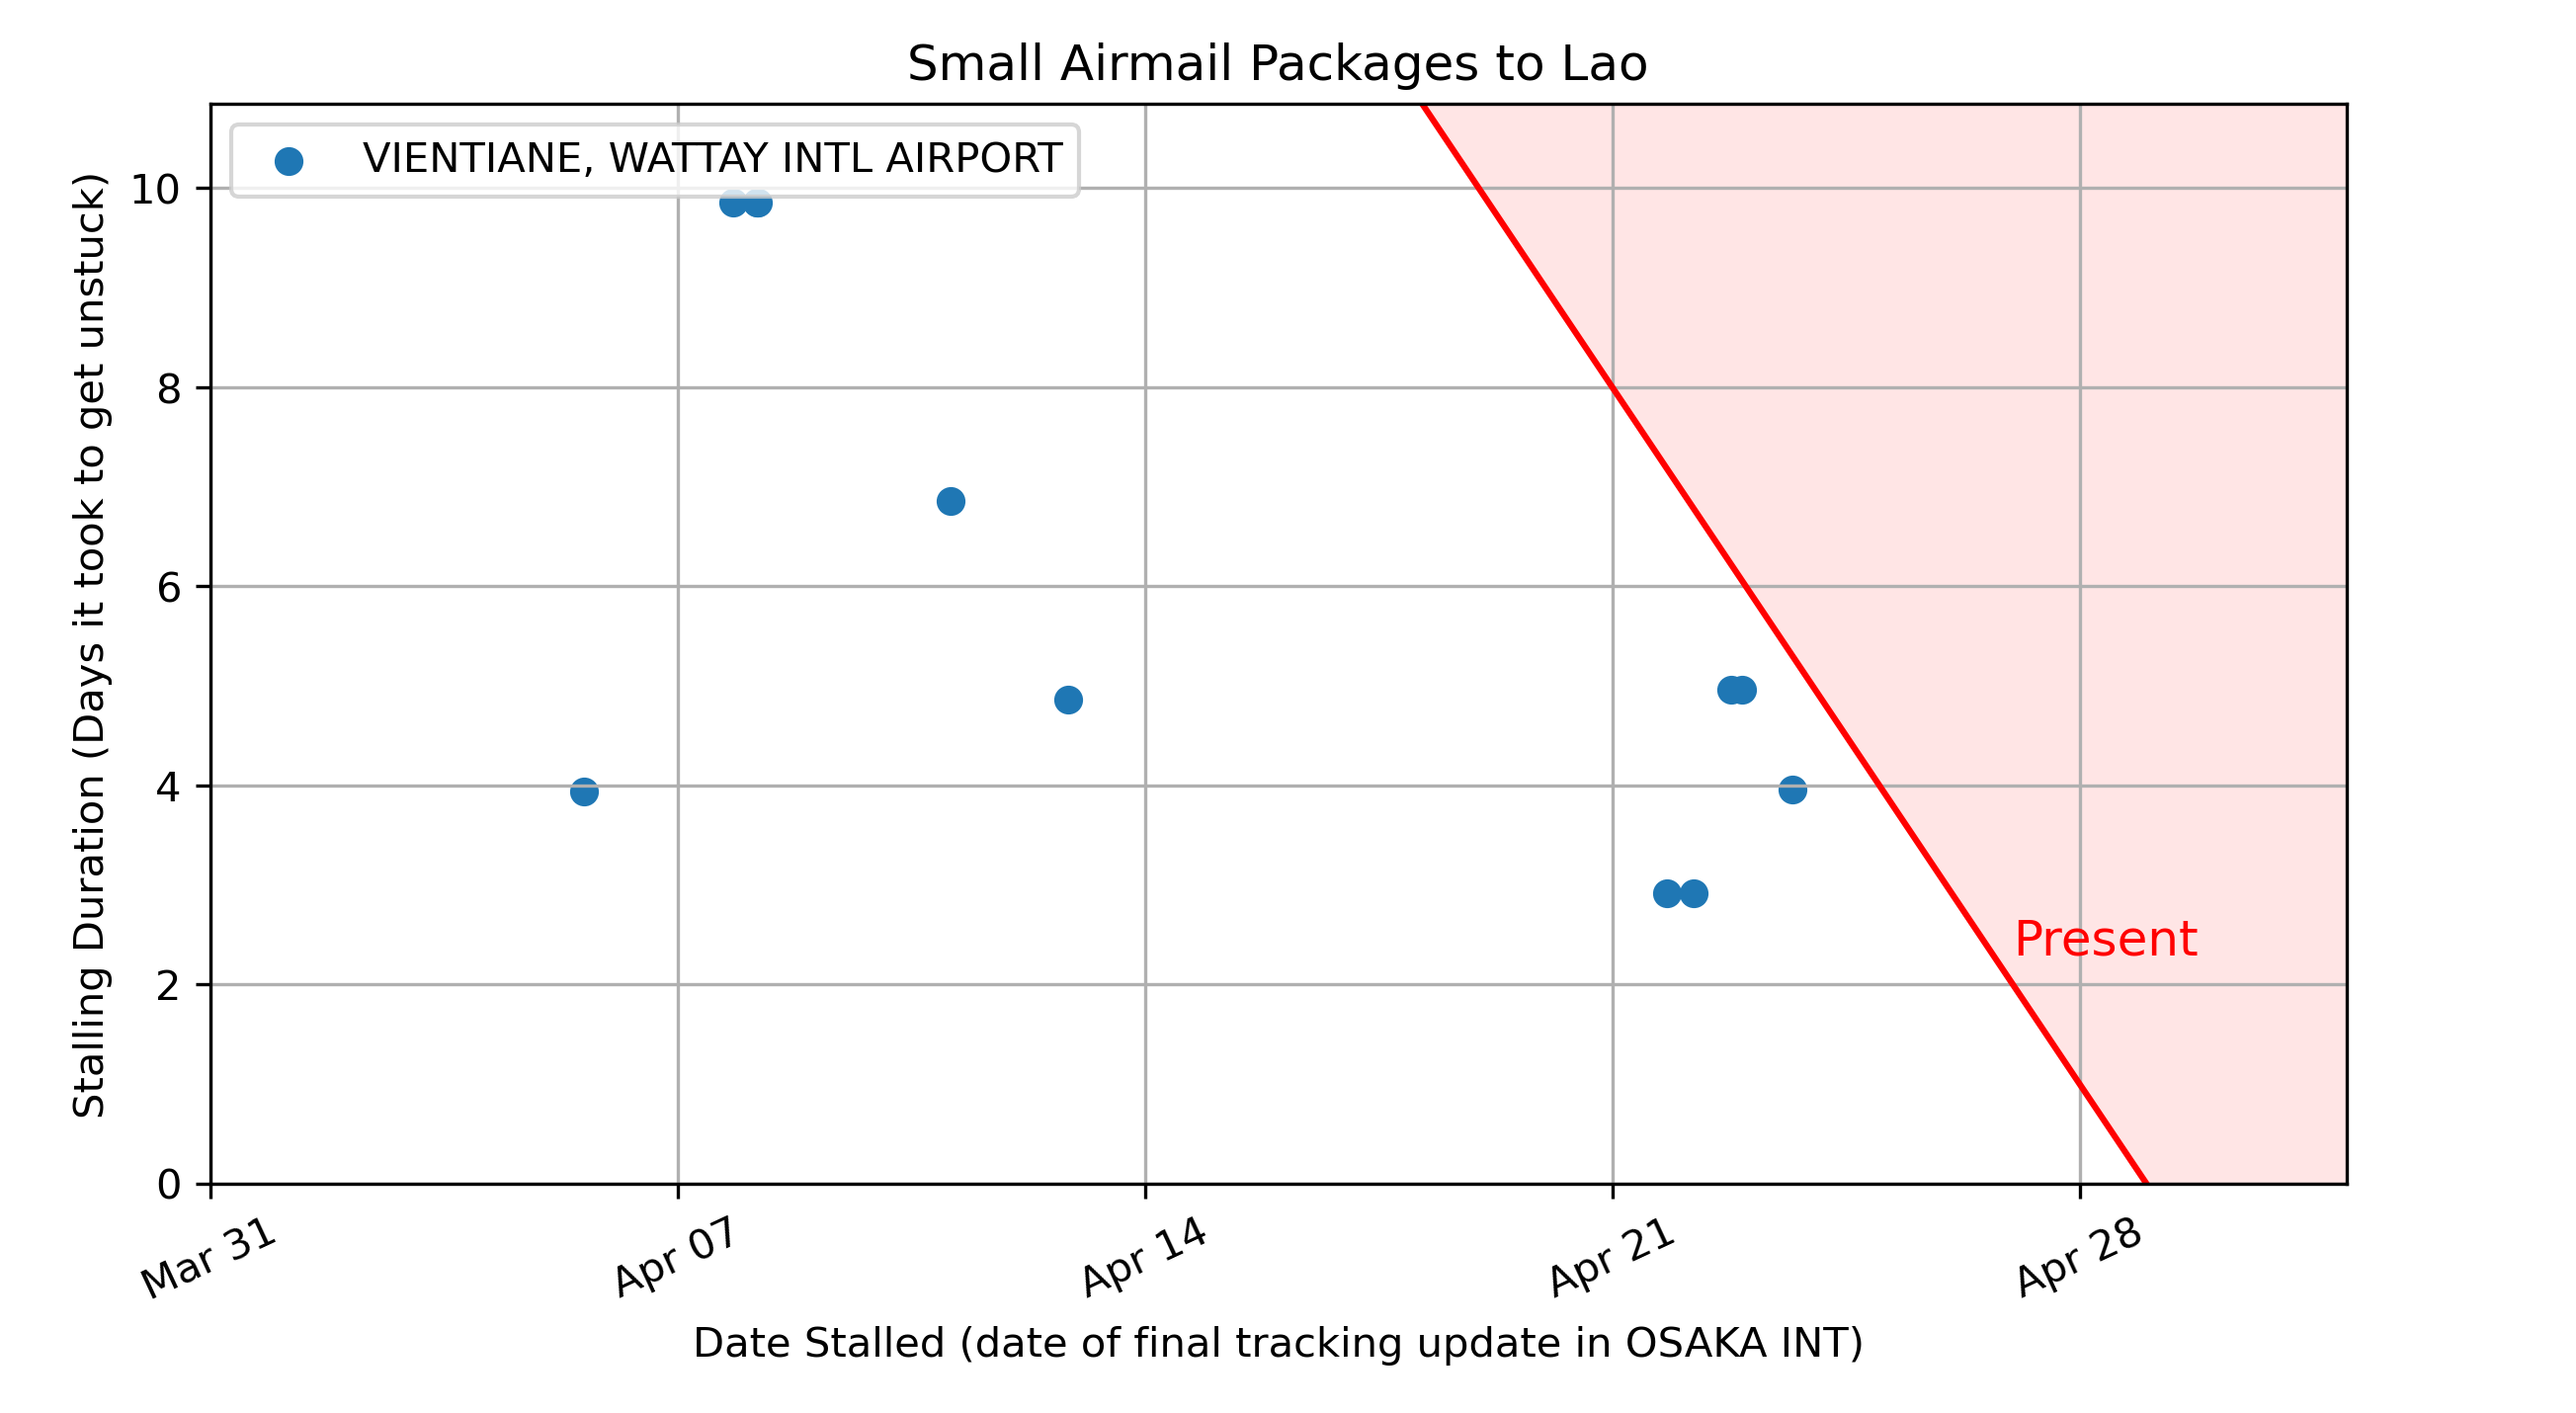 Small Airmail Packages to Lao
VIENTIANE, WATTAY INTL AIRPORT
Stalling Duration (Days it took to get unstuck)
10
8
6
4
2
0
Present
Mar 31
Apr 07
Apr 14
Apr 21
Apr 28
Date Stalled (date of final tracking update in OSAKA INT)